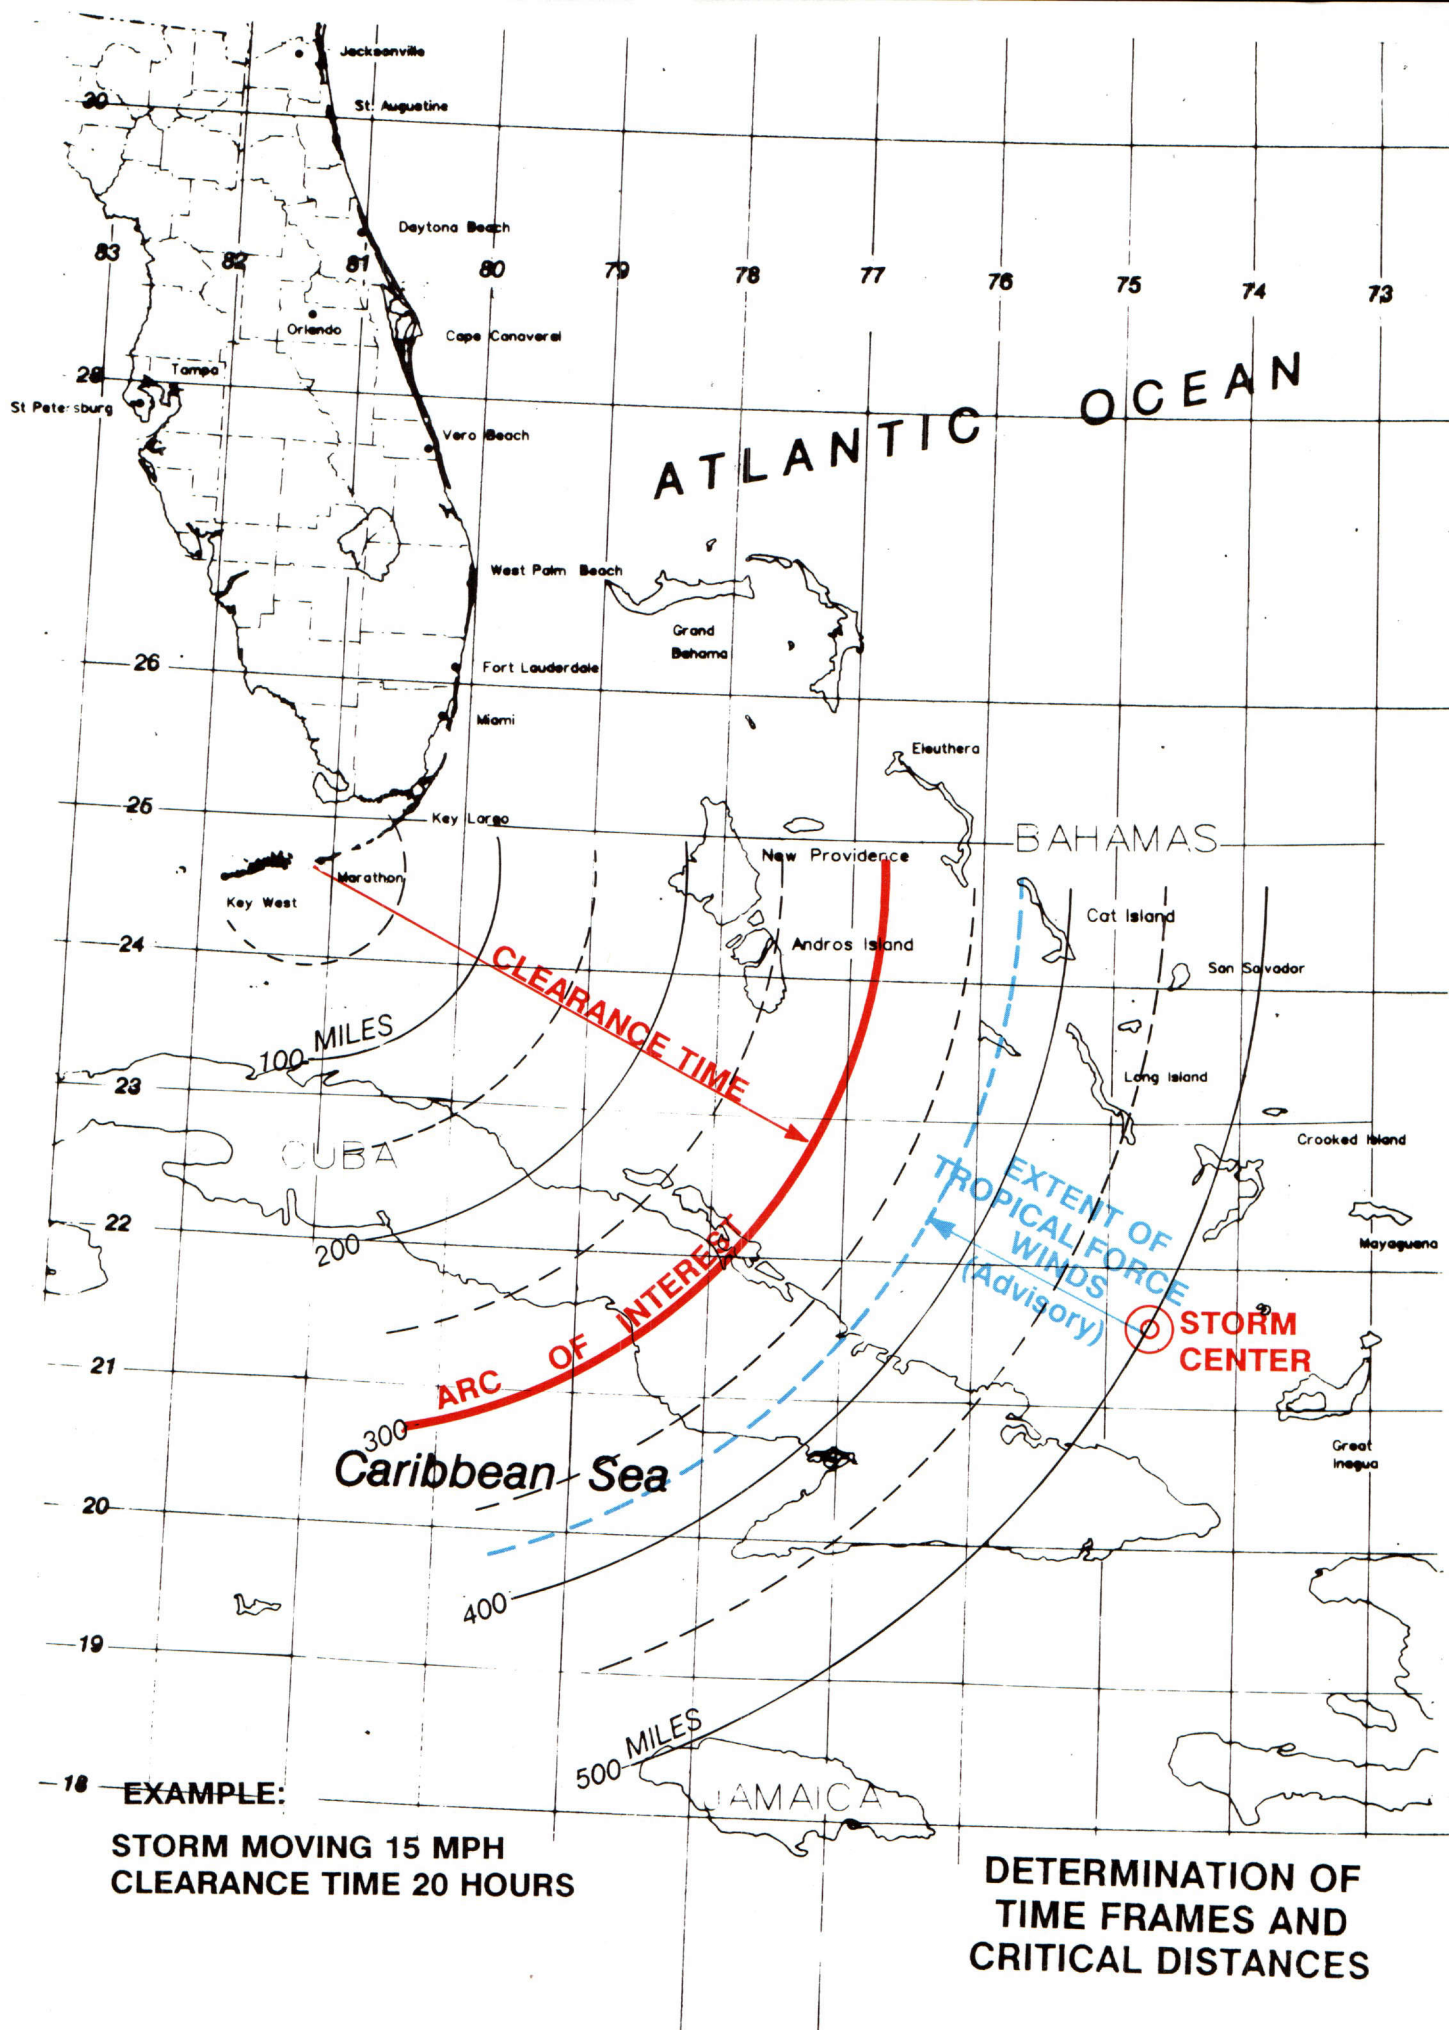 Jacksonville
30
St. Augustine
Daytona Beach
83
82
81
80
79
78
77
76
75
74
73
Orlando
Cape Canaveral
28
Tampa
St Petersburg
Vero Beach
ATLANTIC OCEAN
West Palm Beach
Grand
Bahama
26
Fort Lauderdale
Miami
Eleuthera
25
Key Largo
BAHAMAS
New Providence
Marathon
Key West
Cat Island
24
Andros Island
San Salvador
CLEARANCE TIME
100 MILES
23
Long Island
Crooked Island
CUBA
EXTENT OF
TROPICAL FORCE
WINDS
(Advisory)
22
200
Mayaguana
STORM
CENTER
21
ARC OF INTEREST
300
Caribbean Sea
Great
Inagua
20
400
19
500 MILES
18
JAMAICA
EXAMPLE:
STORM MOVING 15 MPH
CLEARANCE TIME 20 HOURS
DETERMINATION OF
TIME FRAMES AND
CRITICAL DISTANCES